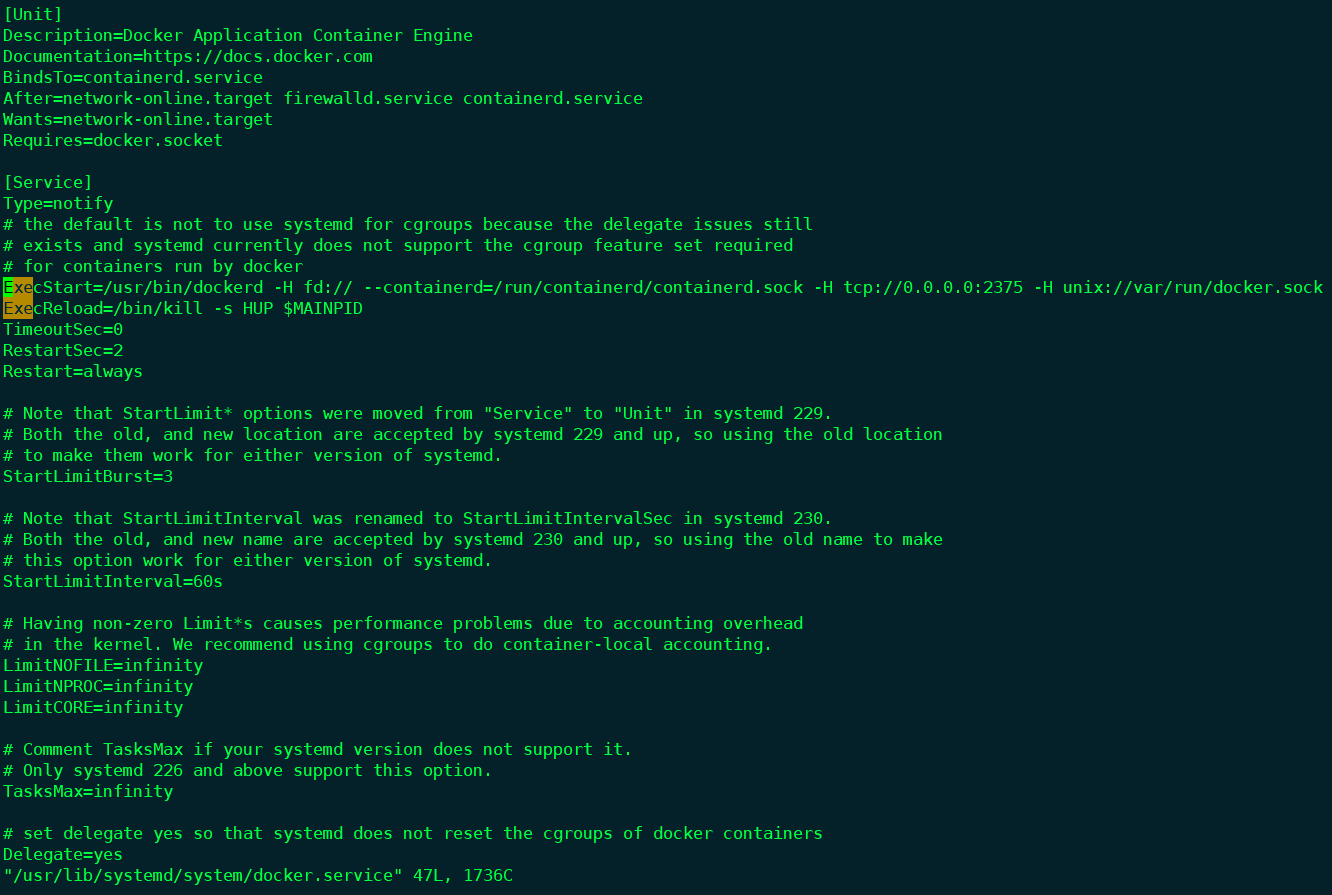 [Unit]
Description=Docker Application Container Engine
Documentation=https://docs.docker.com
BindsTo=containerd.service
After=network-online.target firewalld.service containerd.service
Wants=network-online.target
Requires=docker.socket
[Service]
Type=notify
# the default is not to use systemd for cgroups because the delegate issues still
# exists and systemd currently does not support the cgroup feature set required
# for containers run by docker
ExecStart=/usr/bin/dockerd -H fd:// --containerd=/run/containerd/containerd.sock -H tcp://0.0.0.0:2375 -H unix://var/run/docker.sock
ExecReload=/bin/kill -s HUP $MAINPID
TimeoutSec=0
RestartSec=2
Restart=always
# Note that StartLimit* options were moved from "Service" to "Unit" in systemd 229.
# Both the old, and new location are accepted by systemd 229 and up, so using the old location
# to make them work for either version of systemd.
StartLimitBurst=3
# Note that StartLimitInterval was renamed to StartLimitIntervalSec in systemd 230.
# Both the old, and new name are accepted by systemd 230 and up, so using the old name to make
# this option work for either version of systemd.
StartLimitInterval=60s
# Having non-zero Limit*s causes performance problems due to accounting overhead
# in the kernel. We recommend using cgroups to do container-local accounting.
LimitNOFILE=infinity
LimitNPROC=infinity
LimitCORE=infinity
# Comment TasksMax if your systemd version does not support it.
# Only systemd 226 and above support this option.
TasksMax=infinity
# set delegate yes so that systemd does not reset the cgroups of docker containers
Delegate=yes
"/usr/lib/systemd/system/docker.service" 47L, 1736C